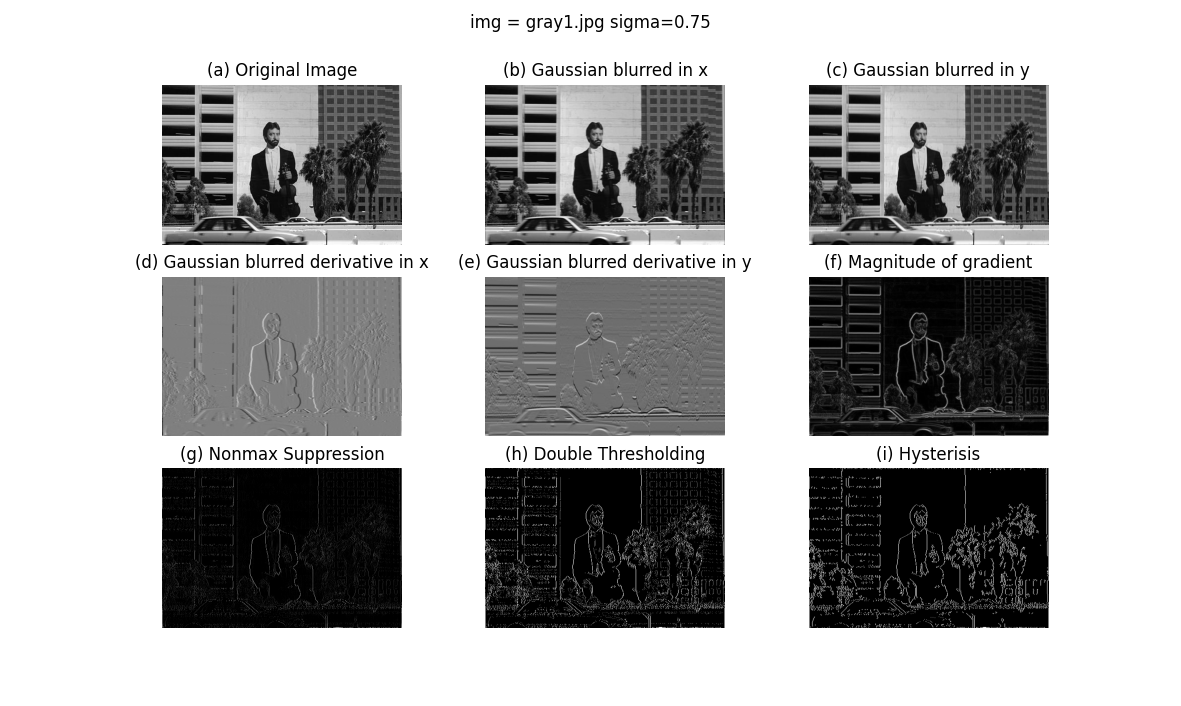 img = gray1.jpg sigma=0.75
(a) Original Image
(b) Gaussian blurred in x
(c) Gaussian blurred in y
(d) Gaussian blurred derivative in x
(e) Gaussian blurred derivative in y
(f) Magnitude of gradient
(g) Nonmax Suppression
(h) Double Thresholding
(i) Hysterisis